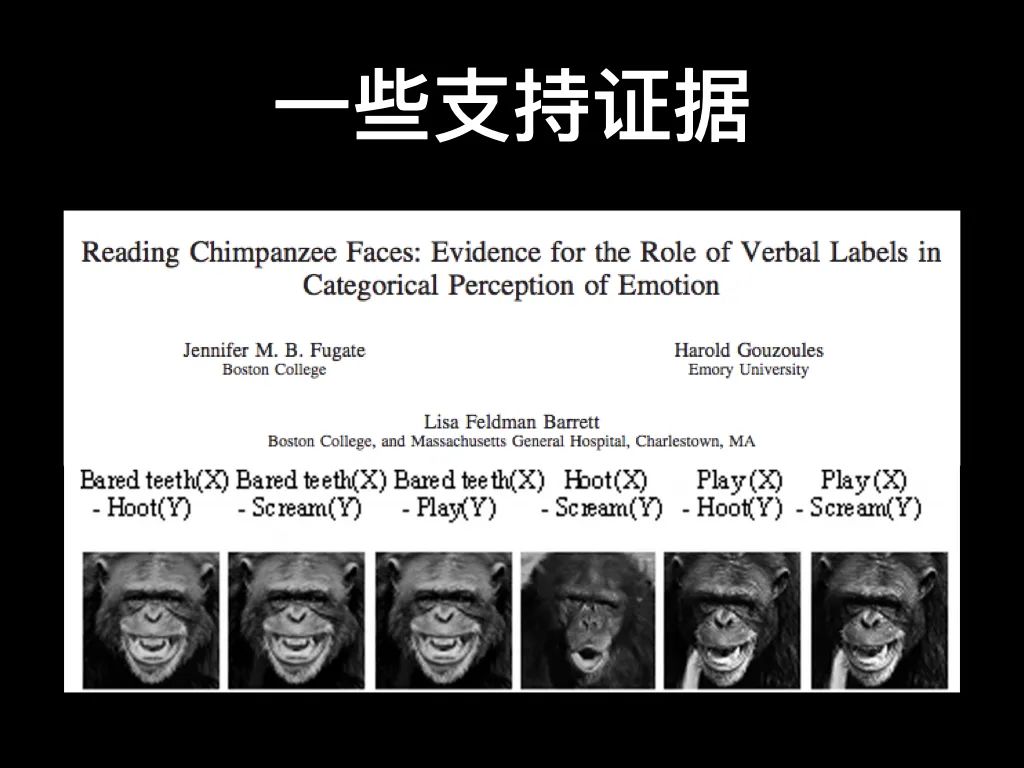 一些支持证据
Reading Chimpanzee Faces: Evidence for the Role of Verbal Labels in
Categorical Perception of Emotion
Jennifer M. B. Fugate
Boston College
Harold Gouzoules
Emory University
Lisa Feldman Barrett
Boston College, and Massachusetts General Hospital, Charlestown, MA
Bared teeth(X) Bared teeth(X) Bared teeth(X) Hoot(X) Play(X) Play(X)
- Hoot(Y) - Scream(Y) - Play(Y) - Scream(Y) - Hoot(Y) - Scream(Y)